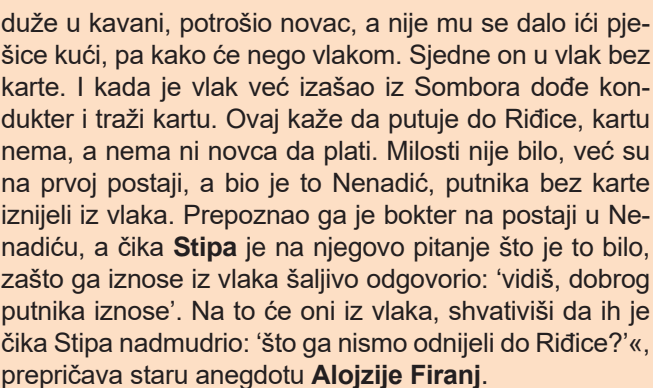 duže u kavani, potrošio novac, a nije mu se dalo ići pje-
šice kući, pa kako će nego vlakom. Sjedne on u vlak bez
karte. I kada je vlak već izašao iz Sombora dođe kon-
dukter i traži kartu. Ovaj kaže da putuje do Riđice, kartu
nema, a nema ni novca da plati. Milosti nije bilo, već su
na prvoj postaji, a bio je to Nenadić, putnika bez karte
iznijeli iz vlaka. Prepoznao ga je bokter na postaji u Ne-
nadiću, a čika Stipa je na njegovo pitanje što je to bilo,
zašto ga iznose iz vlaka šaljivo odgovorio: ‘vidiš, dobrog
putnika iznose’. Na to će oni iz vlaka, shvativiši da ih je
čika Stipa nadmudrio: ‘što ga nismo odnijeli do Riđice?’«,
prepričava staru anegdotu Alojzije Firanj.